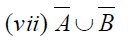 (vii) A̅ ∪ B̅